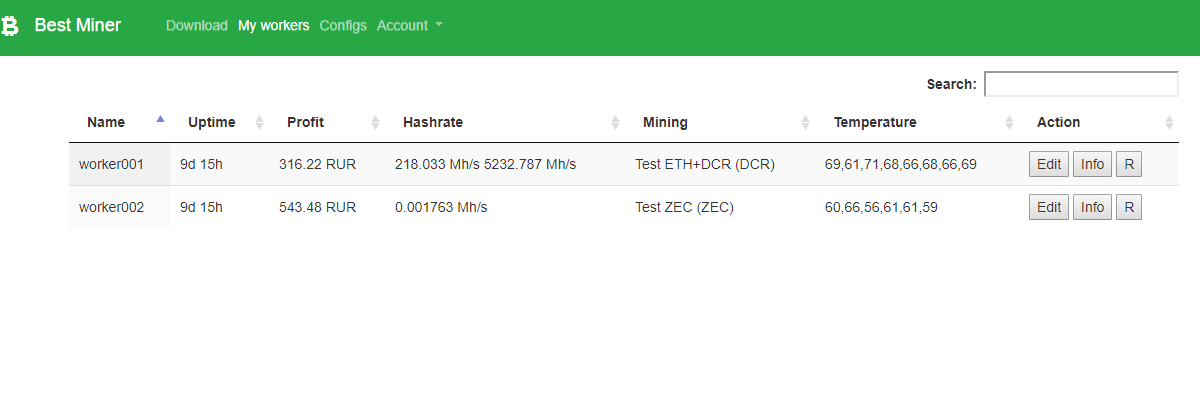 Best Miner Download My workers Configs Account
Search:
Name Uptime Profit Hashrate Mining Temperature Action
worker001 9d 15h 316.22 RUR 218.033 Mh/s 5232.787 Mh/s Test ETH+DCR (DCR) 69,61,71,68,66,68,66,69 Edit Info R
worker002 9d 15h 543.48 RUR 0.001763 Mh/s Test ZEC (ZEC) 60,66,56,61,61,59 Edit Info R